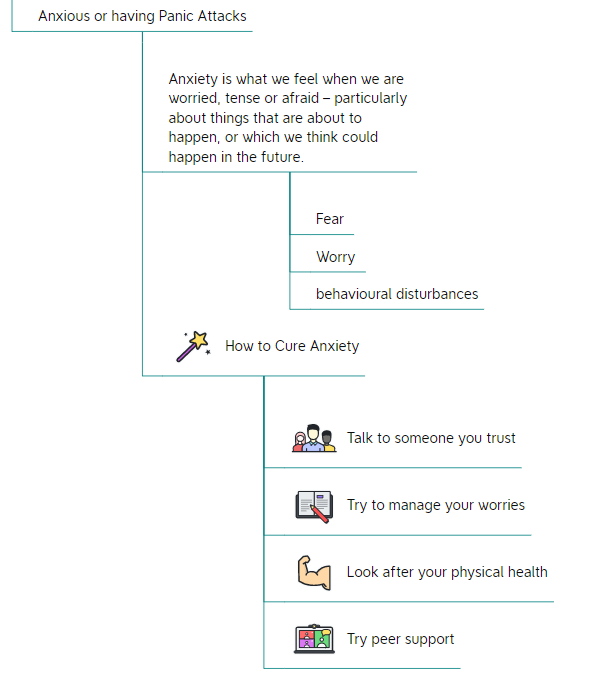 Anxious or having Panic Attacks
Anxiety is what we feel when we are
worried, tense or afraid – particularly
about things that are about to
happen, or which we think could
happen in the future.
Fear
Worry
behavioural disturbances
How to Cure Anxiety
Talk to someone you trust
Try to manage your worries
Look after your physical health
Try peer support